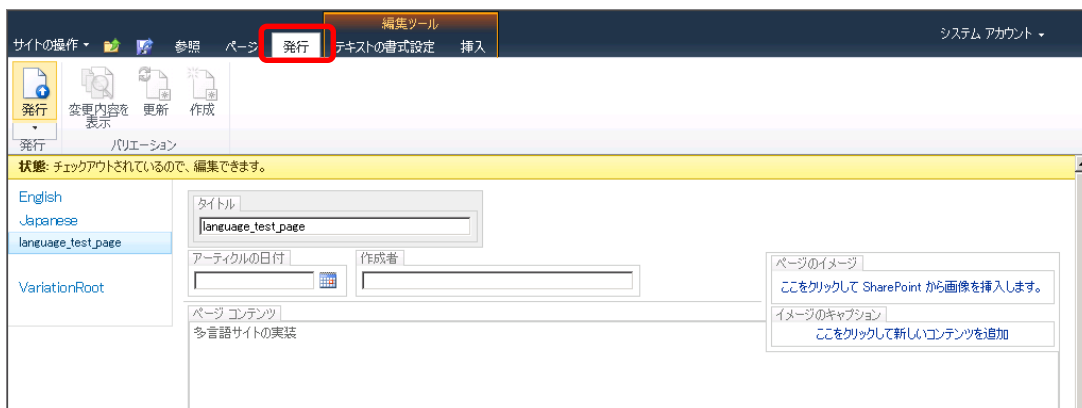 編集ツール
サイトの操作 参照 ページ 発行 テキストの書式設定 挿入 システム アカウント
発行 変更内容を表示 更新 作成
発行 バリエーション
状態: チェックアウトされているので、編集できます。
English
Japanese
language_test_page
VariationRoot
タイトル
language_test_page
アーティクルの日付 作成者
ページのイメージ
ここをクリックして SharePoint から画像を挿入します。
イメージのキャプション
ここをクリックして新しいコンテンツを追加
ページ コンテンツ
多言語サイトの実装